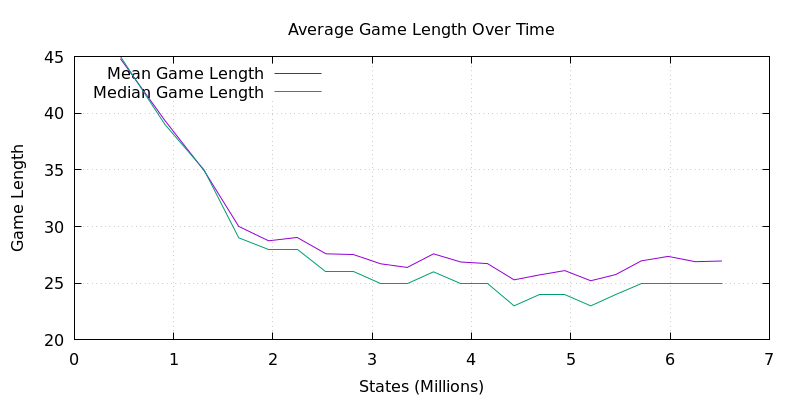 Average Game Length Over Time
45
40
35
30
25
20
Game Length
Mean Game Length
Median Game Length
0 1 2 3 4 5 6 7
States (Millions)